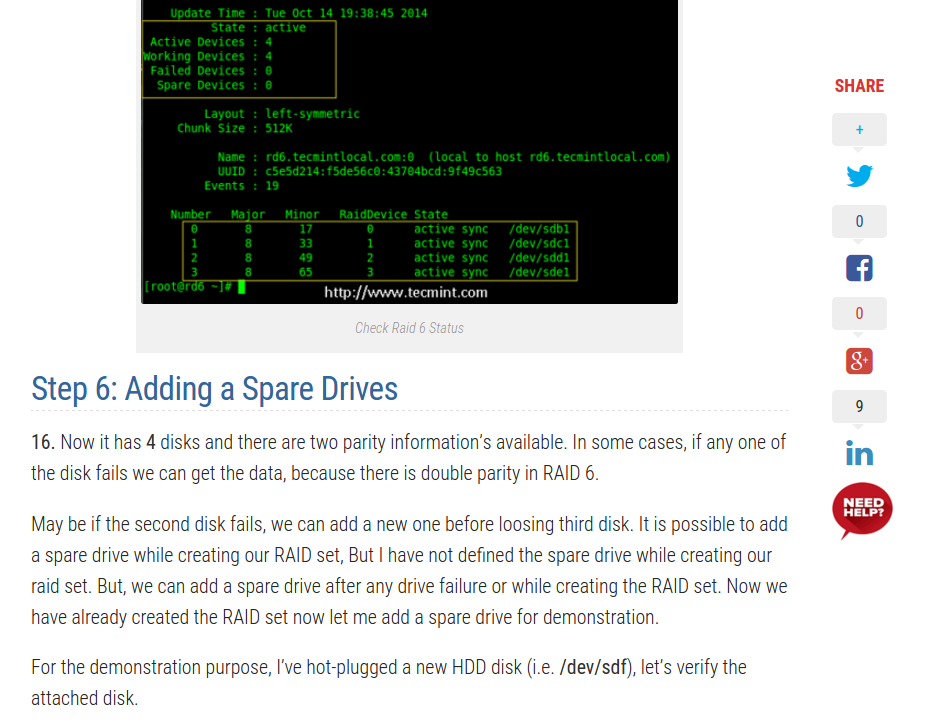 Update Time : Tue Oct 14 19:38:45 2014
State : active
Active Devices : 4
Working Devices : 4
Failed Devices : 0
Spare Devices : 0
Layout : left-symmetric
Chunk Size : 512K
Name : rd6.tecmintlocal.com:0 (local to host rd6.tecmintlocal.com)
UUID : c5e5d214:f5de56c0:43704bcd:9f49c563
Events : 19
Number Major Minor RaidDevice State
0 8 17 0 active sync /dev/sdb1
1 8 33 1 active sync /dev/sdc1
2 8 49 2 active sync /dev/sdd1
3 8 65 3 active sync /dev/sde1
[root@rd6 ~]#
http://www.tecmint.com
Check Raid 6 Status
Step 6: Adding a Spare Drives
16. Now it has 4 disks and there are two parity information’s available. In some cases, if any one of
the disk fails we can get the data, because there is double parity in RAID 6.
May be if the second disk fails, we can add a new one before loosing third disk. It is possible to add
a spare drive while creating our RAID set, But I have not defined the spare drive while creating our
raid set. But, we can add a spare drive after any drive failure or while creating the RAID set. Now we
have already created the RAID set now let me add a spare drive for demonstration.
For the demonstration purpose, I’ve hot-plugged a new HDD disk (i.e. /dev/sdf), let’s verify the
attached disk.
SHARE
+
0
f
0
g+
9
in
NEED
HELP?